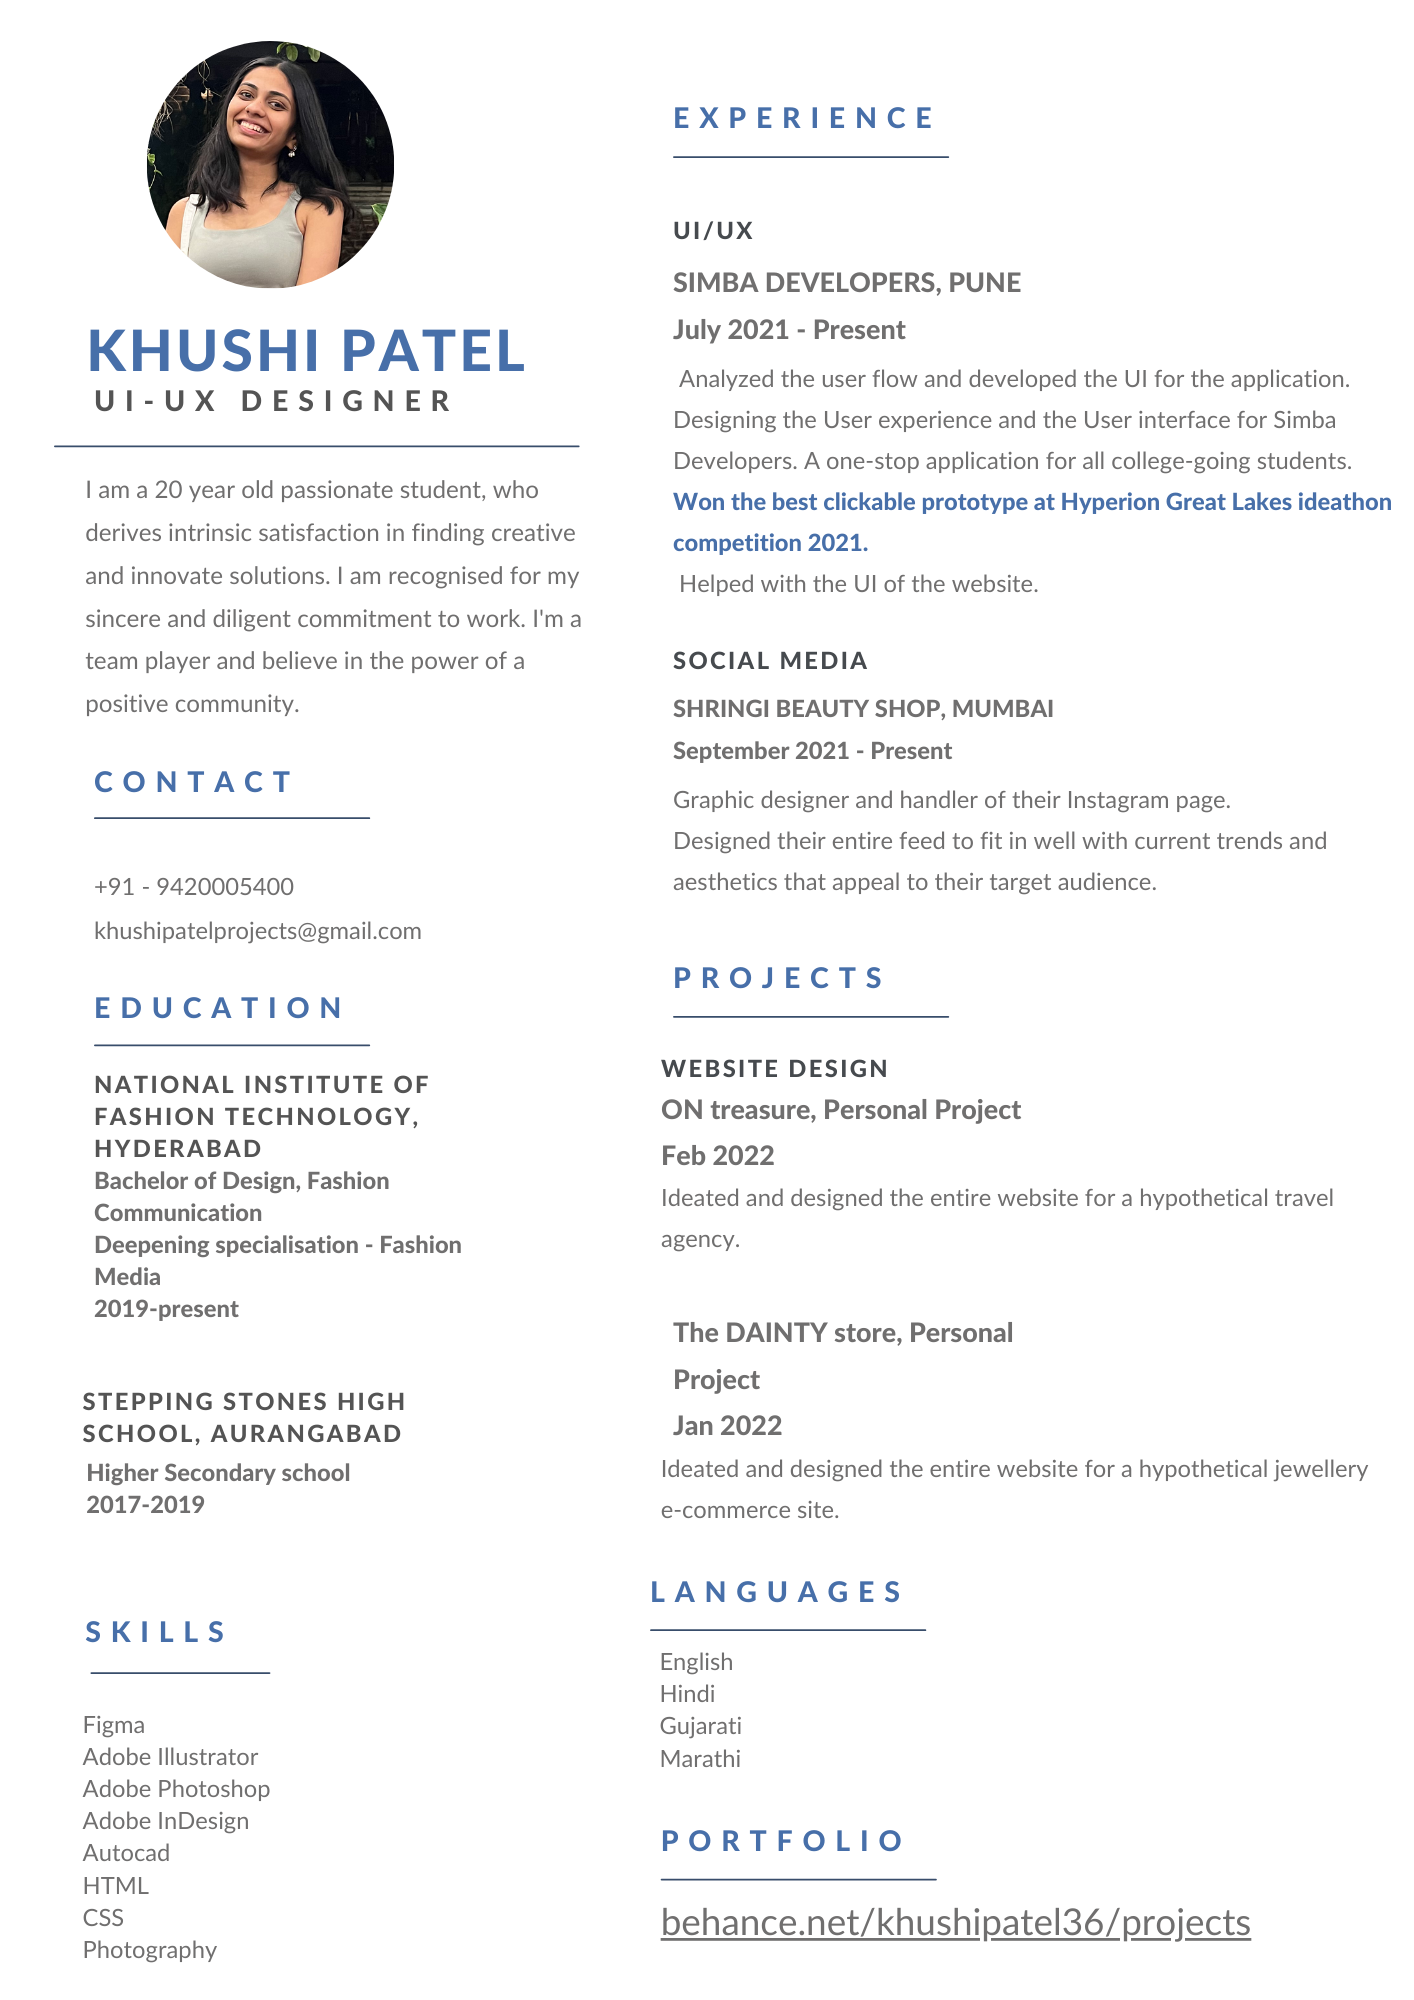 KHUSHI PATEL
UI-UX DESIGNER
I am a 20 year old passionate student, who
derives intrinsic satisfaction in finding creative
and innovate solutions. I am recognised for my
sincere and diligent commitment to work. I'm a
team player and believe in the power of a
positive community.
CONTACT
+91 - 9420005400
khushipatelprojects@gmail.com
EDUCATION
NATIONAL INSTITUTE OF
FASHION TECHNOLOGY,
HYDERABAD
Bachelor of Design, Fashion
Communication
Deepening specialisation - Fashion
Media
2019-present
STEPPING STONES HIGH
SCHOOL, AURANGABAD
Higher Secondary school
2017-2019
SKILLS
Figma
Adobe Illustrator
Adobe Photoshop
Adobe InDesign
Autocad
HTML
CSS
Photography
EXPERIENCE
UI/UX
SIMBA DEVELOPERS, PUNE
July 2021 - Present
Analyzed the user flow and developed the UI for the application.
Designing the User experience and the User interface for Simba
Developers. A one-stop application for all college-going students.
Won the best clickable prototype at Hyperion Great Lakes ideathon
competition 2021.
Helped with the UI of the website.
SOCIAL MEDIA
SHRINGI BEAUTY SHOP, MUMBAI
September 2021 - Present
Graphic designer and handler of their Instagram page.
Designed their entire feed to fit in well with current trends and
aesthetics that appeal to their target audience.
PROJECTS
WEBSITE DESIGN
ON treasure, Personal Project
Feb 2022
Ideated and designed the entire website for a hypothetical travel
agency.
The DAINTY store, Personal
Project
Jan 2022
Ideated and designed the entire website for a hypothetical jewellery
e-commerce site.
LANGUAGES
English
Hindi
Gujarati
Marathi
PORTFOLIO
behance.net/khushipatel36/projects